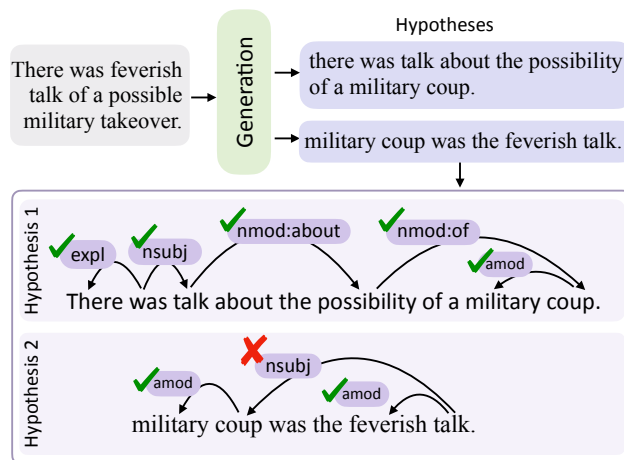 Hypotheses
There was feverish
talk of a possible
military takeover.
Generation
there was talk about the possibility
of a military coup.
military coup was the feverish talk.
Hypothesis 1
expl
nsubj
nmod:about
nmod:of
amod
There was talk about the possibility of a military coup.
Hypothesis 2
amod
nsubj
amod
military coup was the feverish talk.